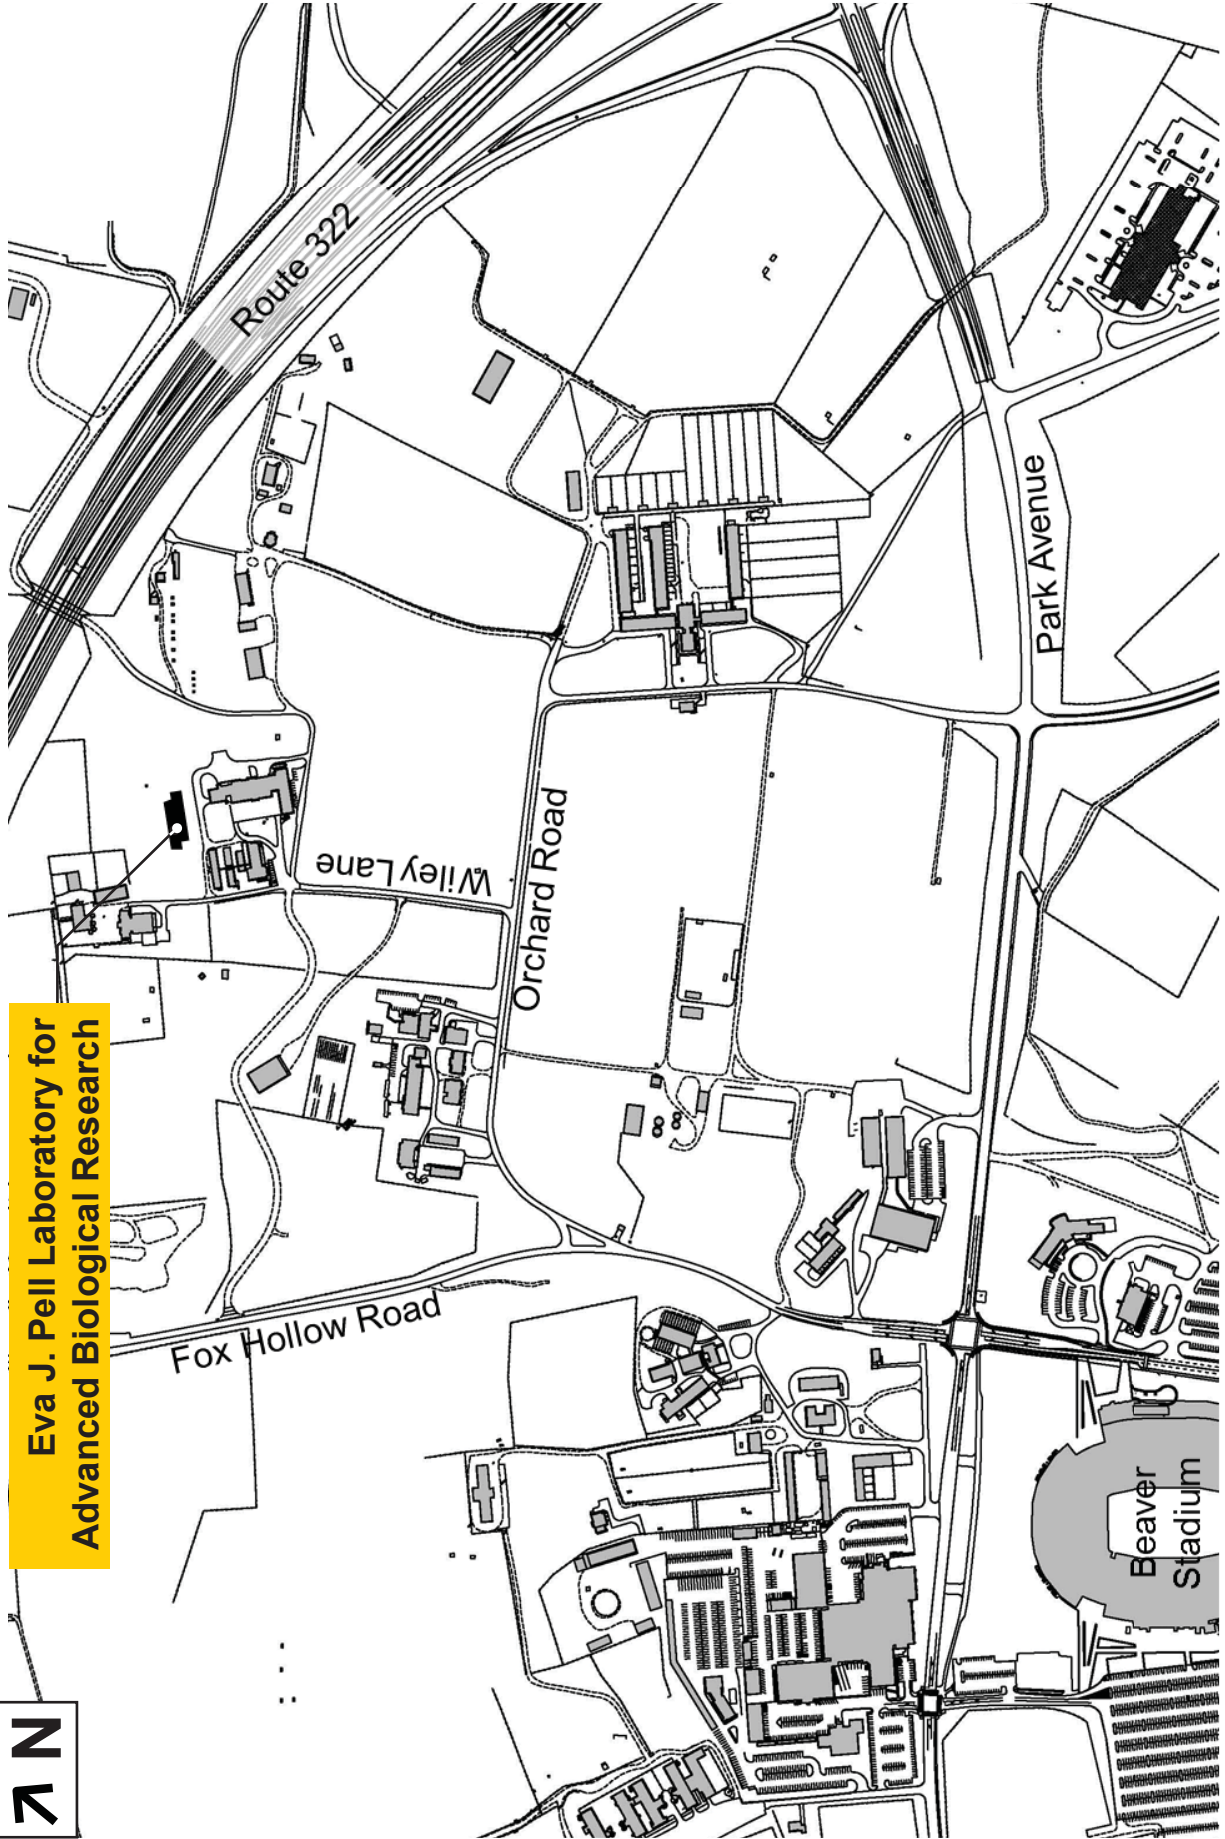 Eva J. Pell Laboratory for
Advanced Biological Research
N
Route 322
Wiley Lane
Orchard Road
Park Avenue
Fox Hollow Road
Beaver
Stadium